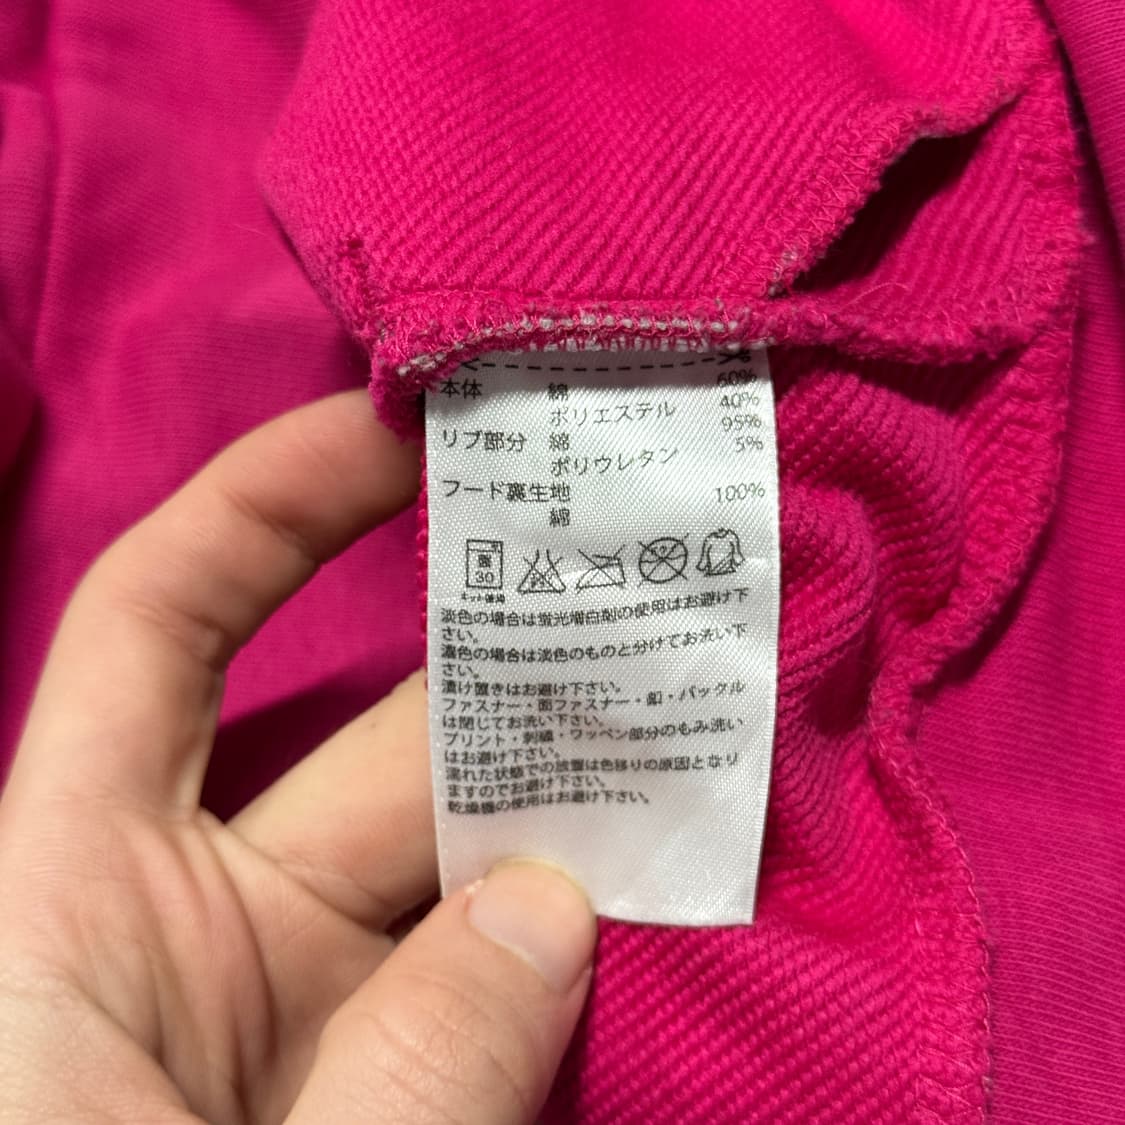 本体 綿 60%
ポリエステル 40%
リブ部分 綿 95%
ポリウレタン 5%
フード裏生地
綿 100%
30
ネット使用
淡色の場合は蛍光増白剤の使用はお避け下
さい。
濃色の場合は淡色のものと分けてお洗い下
さい。
漬け置きはお避け下さい。
ファスナー・面ファスナー・釦・バックル
は閉じてお洗い下さい。
プリント・刺繍・ワッペン部分のもみ洗い
はお避け下さい。
濡れた状態での放置は色移りの原因となり
ますのでお避け下さい。
乾燥機の使用はお避け下さい。